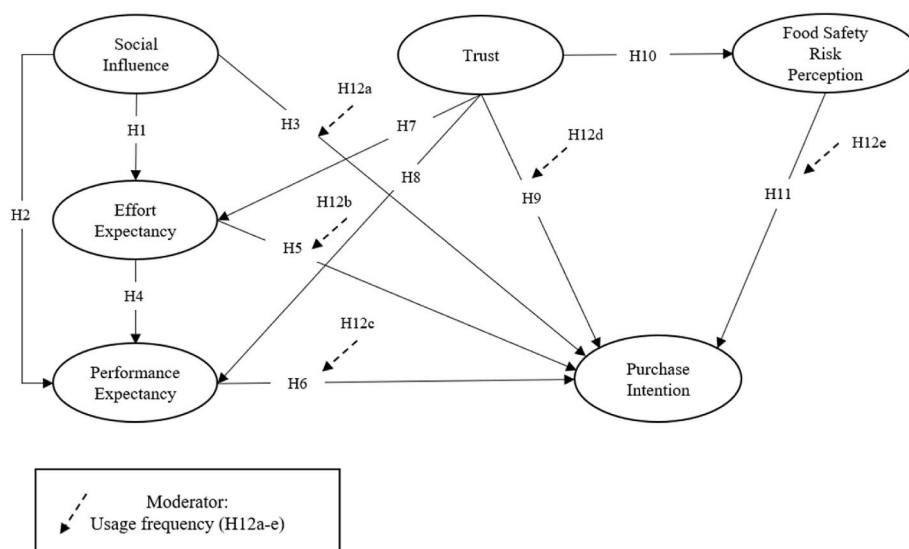 Social
Influence
Trust
Food Safety
Risk
Perception
H10
H12a
H3
H1
H7
H12d
H12e
H8
H2
H12b
H9
H11
Effort
Expectancy
H5
H4
H12c
Performance
Expectancy
H6
Purchase
Intention
Moderator:
Usage frequency (H12a-e)